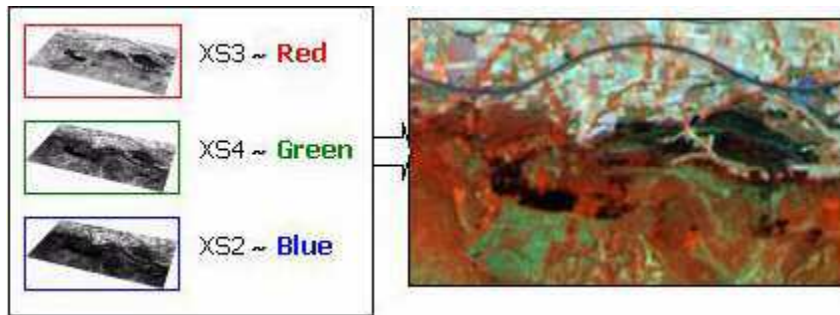 XS3 ~ Red
XS4 ~ Green
XS2 ~ Blue